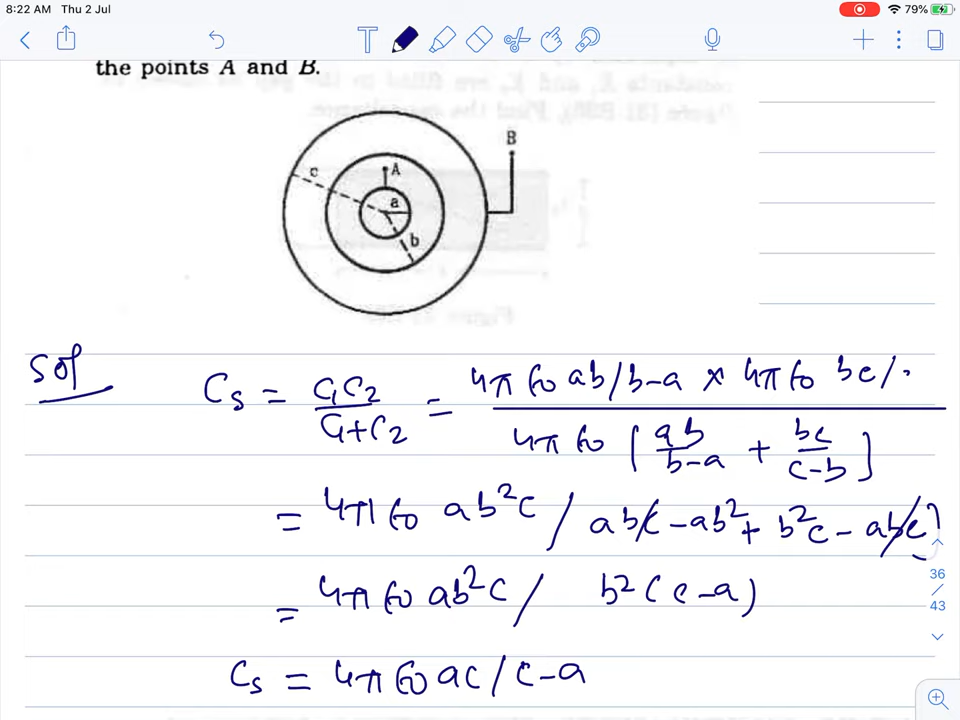 8:22 AM Thu 2 Jul
79%
T
the points A and B.
B
c
A
a
b
Sol
Cs = C1C2 / C1+C2 = 4π ε0 ab/b-a × 4π ε0 bc/
4π ε0 [ ab/b-a + bc/c-b ]
= 4π ε0 ab²c / abc - ab² + b²c - abc
= 4π ε0 ab²c / b²(c-a)
Cs = 4π ε0 ac/c-a
36
/
43